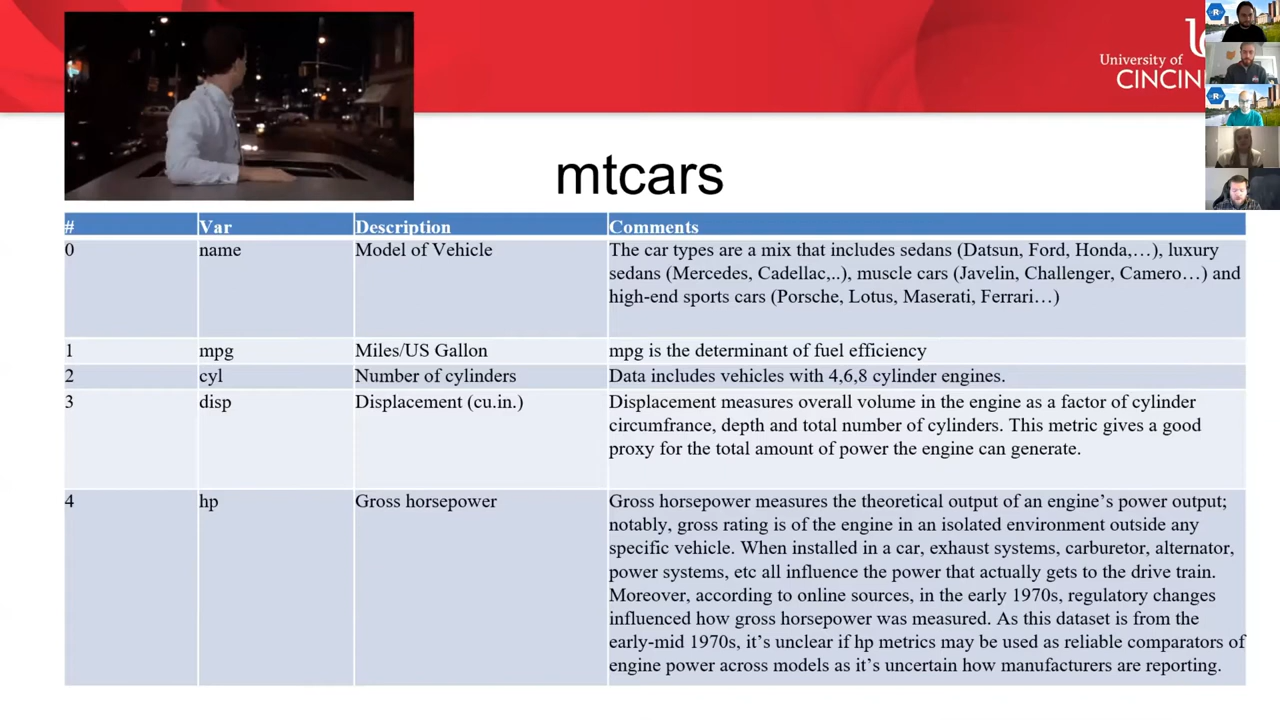 University of
CINCIN
mtcars
# Var Description Comments
0 name Model of Vehicle The car types are a mix that includes sedans (Datsun, Ford, Honda,…), luxury
sedans (Mercedes, Cadellac,..), muscle cars (Javelin, Challenger, Camero…) and
high-end sports cars (Porsche, Lotus, Maserati, Ferrari…)
1 mpg Miles/US Gallon mpg is the determinant of fuel efficiency
2 cyl Number of cylinders Data includes vehicles with 4,6,8 cylinder engines.
3 disp Displacement (cu.in.) Displacement measures overall volume in the engine as a factor of cylinder
circumfrance, depth and total number of cylinders. This metric gives a good
proxy for the total amount of power the engine can generate.
4 hp Gross horsepower Gross horsepower measures the theoretical output of an engine’s power output;
notably, gross rating is of the engine in an isolated environment outside any
specific vehicle. When installed in a car, exhaust systems, carburetor, alternator,
power systems, etc all influence the power that actually gets to the drive train.
Moreover, according to online sources, in the early 1970s, regulatory changes
influenced how gross horsepower was measured. As this dataset is from the
early-mid 1970s, it’s unclear if hp metrics may be used as reliable comparators of
engine power across models as it’s uncertain how manufacturers are reporting.